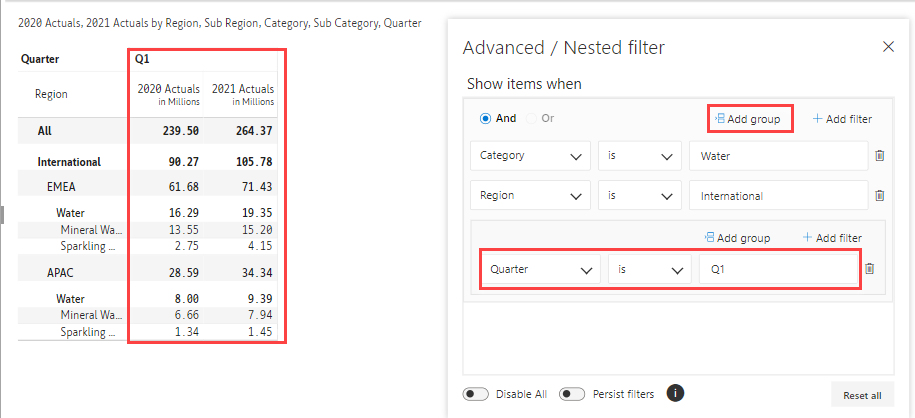 2020 Actuals, 2021 Actuals by Region, Sub Region, Category, Sub Category, Quarter
Quarter Q1
Region 2020 Actuals 2021 Actuals
in Millions in Millions
All 239.50 264.37
International 90.27 105.78
EMEA 61.68 71.43
Water 16.29 19.35
Mineral Wa... 13.55 15.20
Sparkling ... 2.75 4.15
APAC 28.59 34.34
Water 8.00 9.39
Mineral Wa... 6.66 7.94
Sparkling ... 1.34 1.45
Advanced / Nested filter
Show items when
And Or Add group + Add filter
Category is Water
Region is International
Add group + Add filter
Quarter is Q1
Disable All Persist filters i Reset all